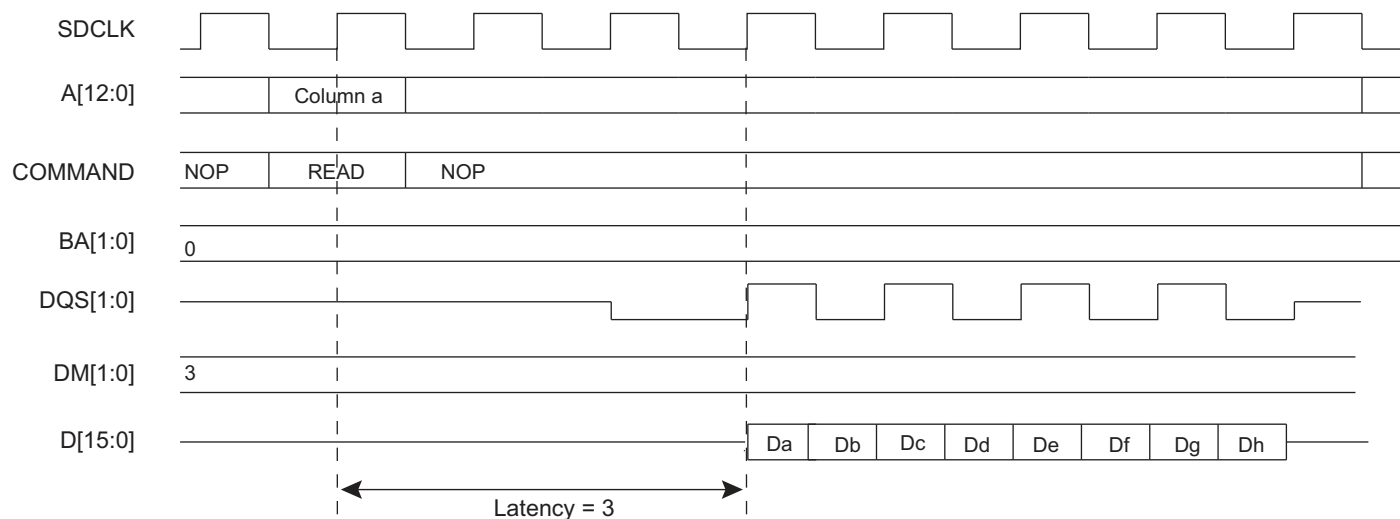 SDCLK
A[12:0] Column a
COMMAND NOP READ NOP
BA[1:0] 0
DQS[1:0]
DM[1:0] 3
D[15:0] Da Db Dc Dd De Df Dg Dh
Latency = 3